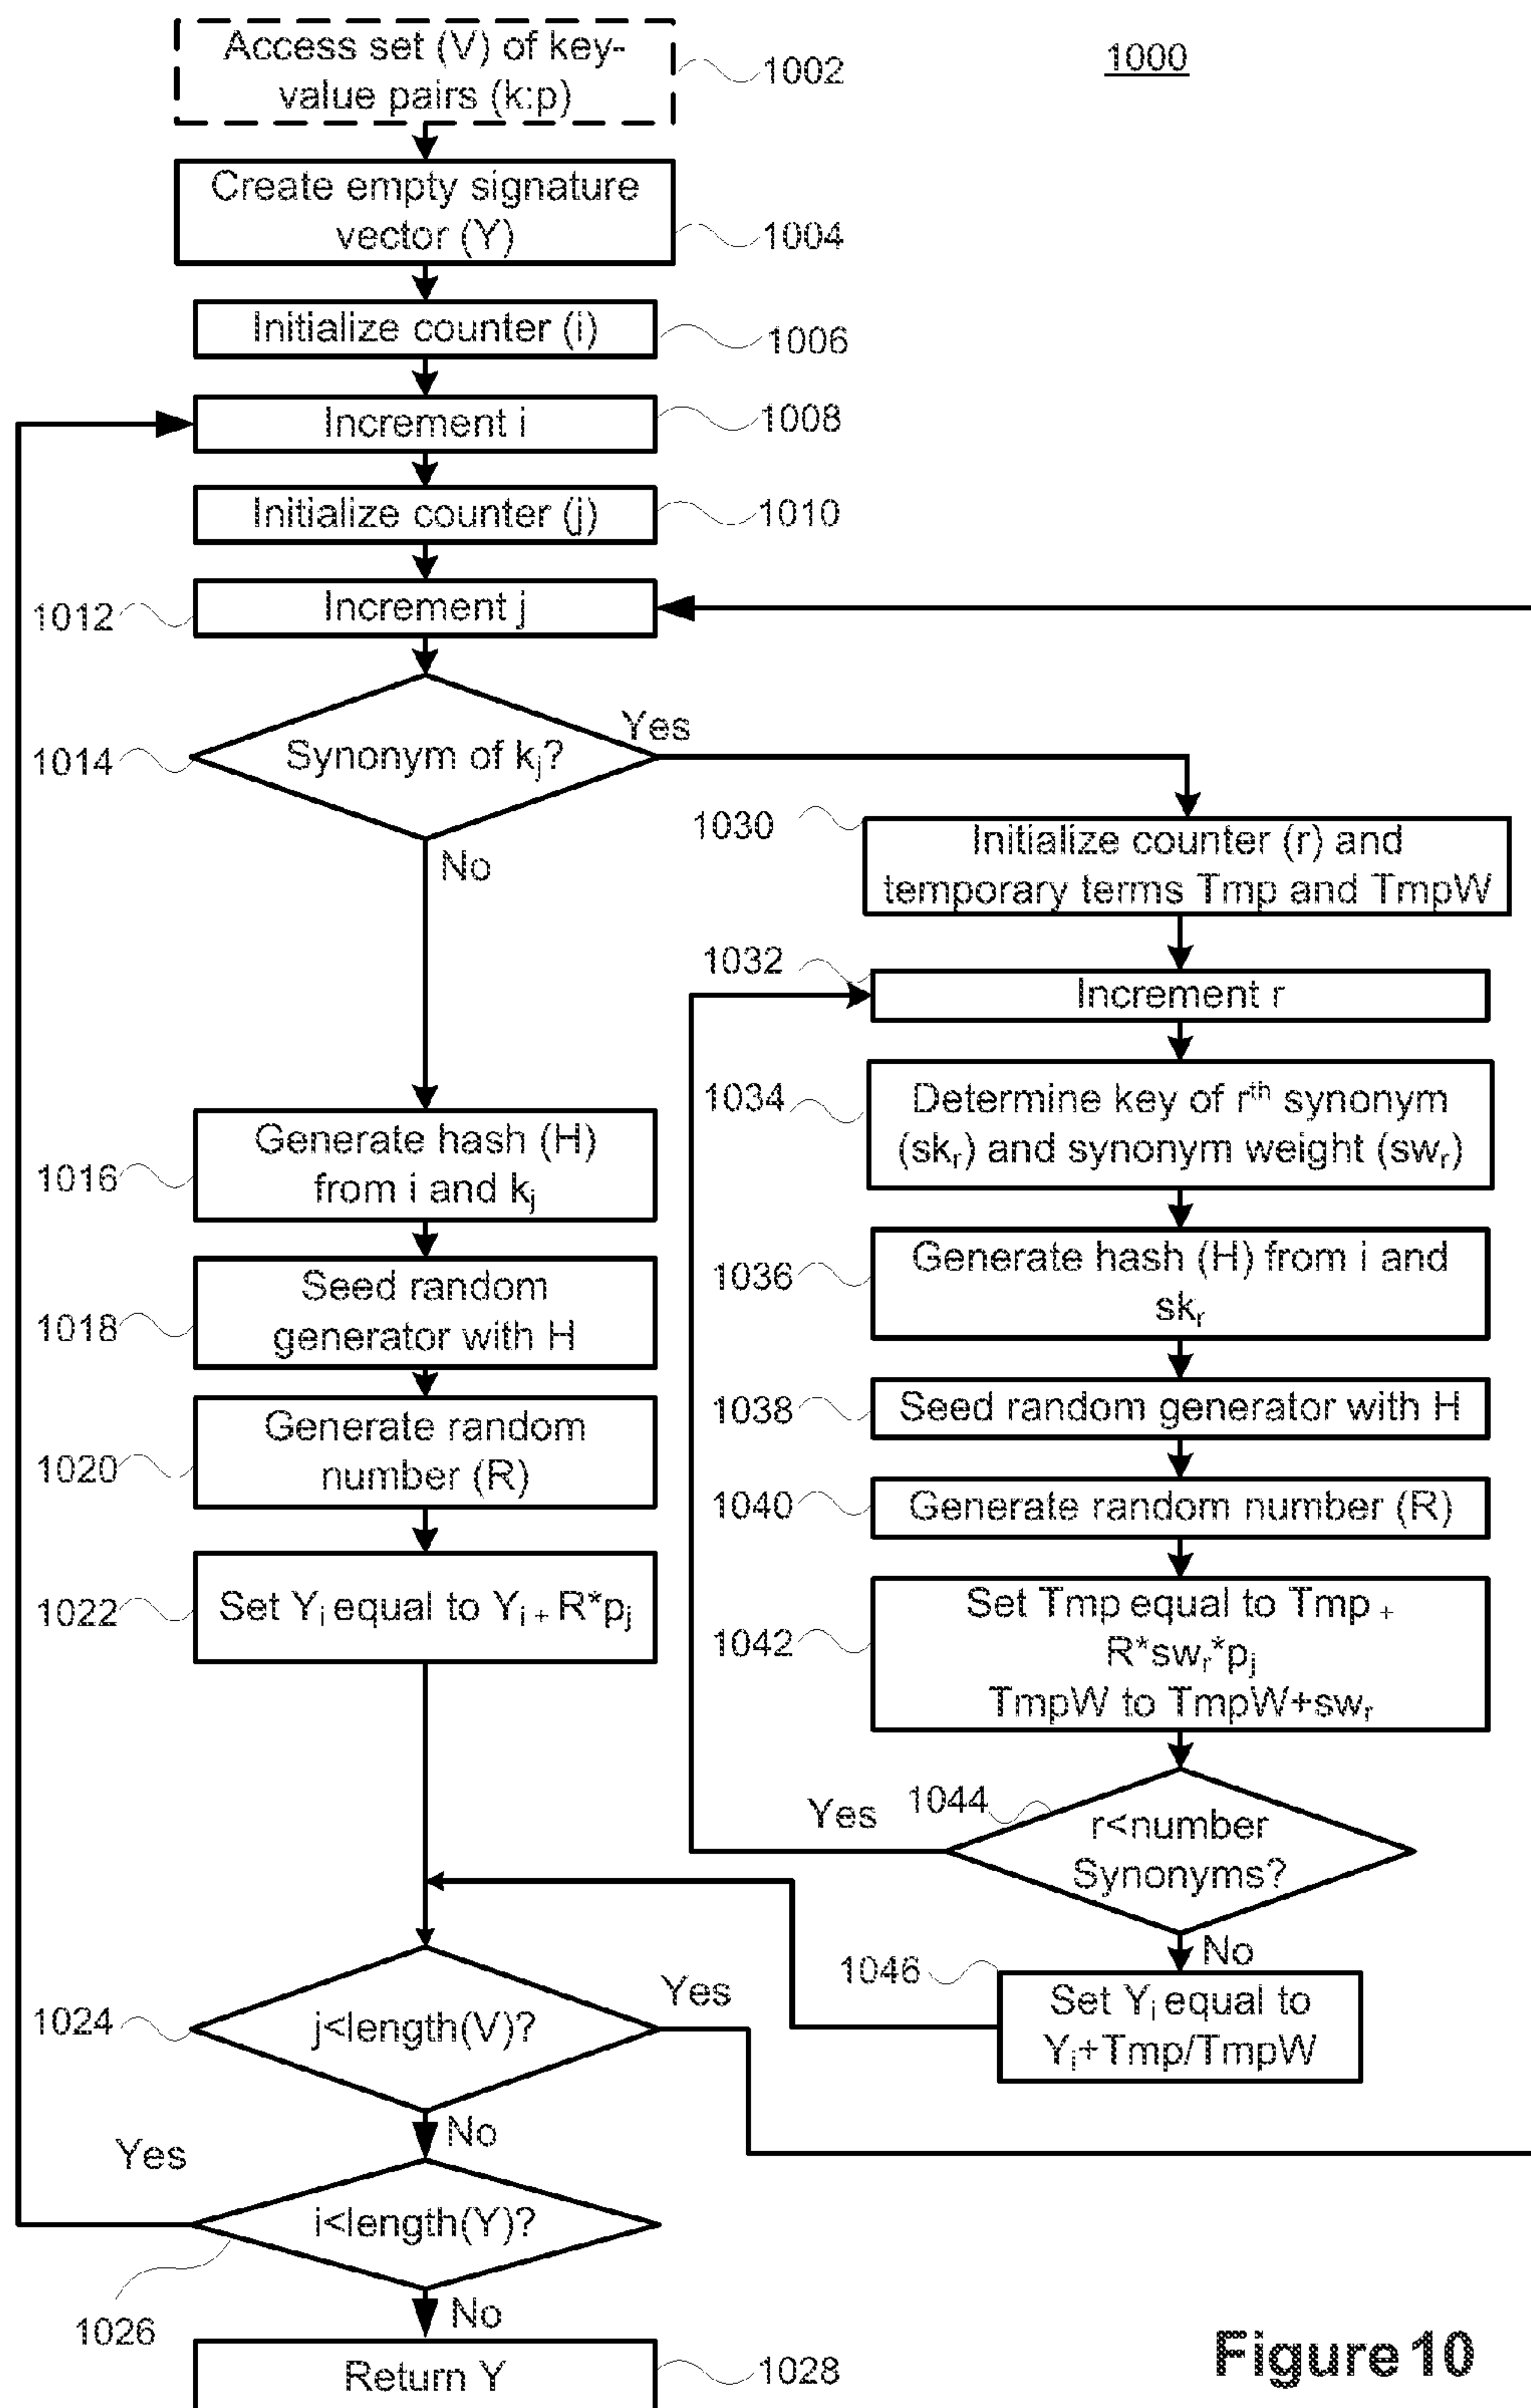 Access set (V) of key-
value pairs (k:p)
1002
1000
Create empty signature
vector (Y)
1004
Initialize counter (i)
1006
Increment i
1008
Initialize counter (j)
1010
Increment j
1012
Synonym of kj?
1014
Yes
No
1030
Initialize counter (r) and
temporary terms Tmp and TmpW
1032
Increment r
1034
Determine key of rth synonym
(skr) and synonym weight (swr)
Generate hash (H)
from i and kj
1016
1036
Generate hash (H) from i and
skr
Seed random
generator with H
1018
1038
Seed random generator with H
Generate random
number (R)
1020
1040
Generate random number (R)
1022
Set Yi equal to Yi + R*pj
1042
Set Tmp equal to Tmp +
R*swr*pj
TmpW to TmpW+swr
Yes
1044
r<number
Synonyms?
No
1046
Set Yi equal to
Yi+Tmp/TmpW
1024
j<length(V)?
Yes
No
Yes
i<length(Y)?
1026
No
Return Y
1028
Figure 10